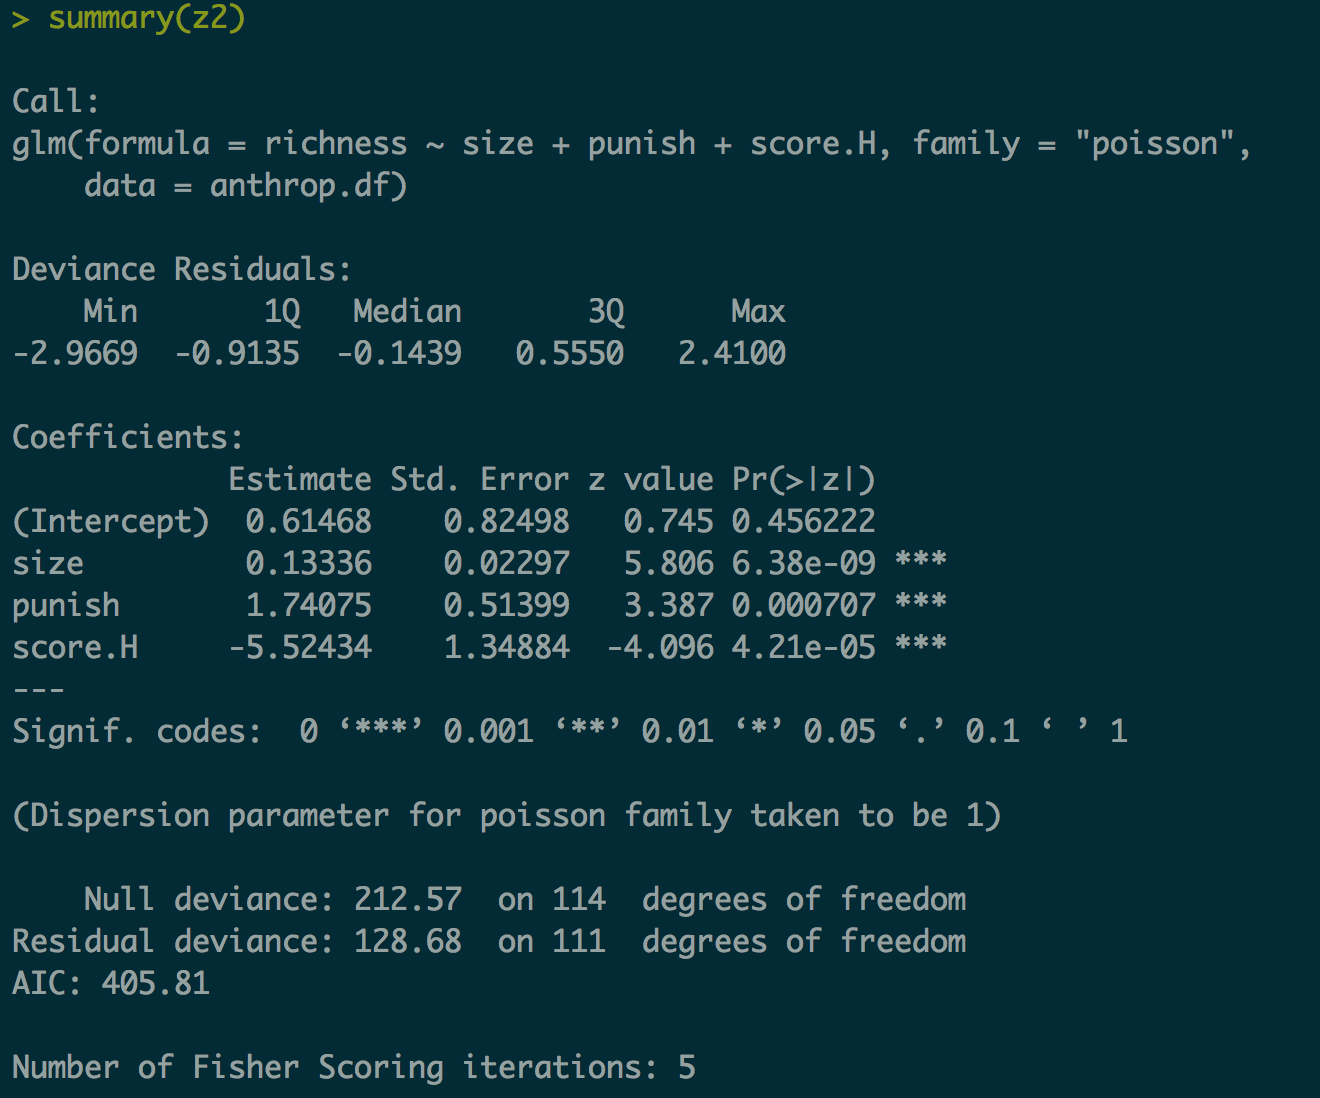 > summary(z2)
Call:
glm(formula = richness ~ size + punish + score.H, family = "poisson",
    data = anthrop.df)
Deviance Residuals:
    Min       1Q   Median       3Q      Max
-2.9669  -0.9135  -0.1439   0.5550   2.4100
Coefficients:
            Estimate Std. Error z value Pr(>|z|)
(Intercept)  0.61468    0.82498   0.745 0.456222
size         0.13336    0.02297   5.806 6.38e-09 ***
punish       1.74075    0.51399   3.387 0.000707 ***
score.H     -5.52434    1.34884  -4.096 4.21e-05 ***
---
Signif. codes:  0 ‘***’ 0.001 ‘**’ 0.01 ‘*’ 0.05 ‘.’ 0.1 ‘ ’ 1
(Dispersion parameter for poisson family taken to be 1)
    Null deviance: 212.57  on 114  degrees of freedom
Residual deviance: 128.68  on 111  degrees of freedom
AIC: 405.81
Number of Fisher Scoring iterations: 5